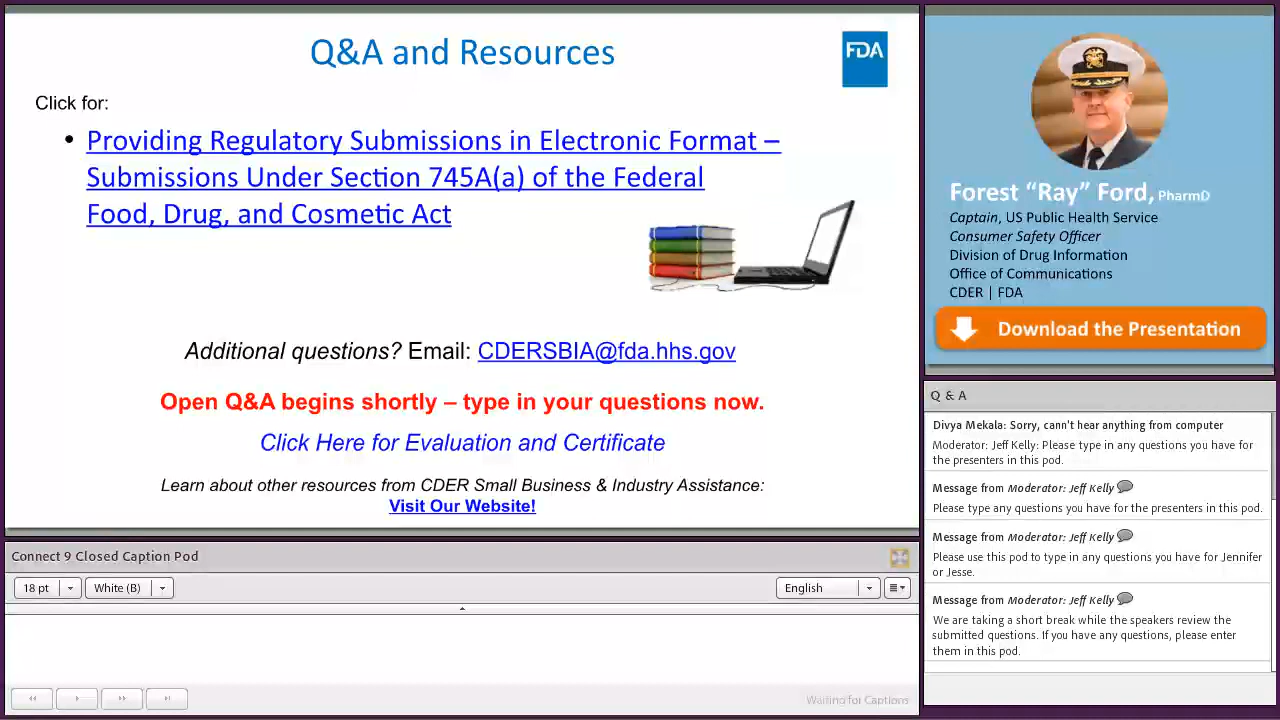 Q&A and Resources
FDA
Click for:
• Providing Regulatory Submissions in Electronic Format –
Submissions Under Section 745A(a) of the Federal
Food, Drug, and Cosmetic Act
Additional questions? Email: CDERSBIA@fda.hhs.gov
Open Q&A begins shortly – type in your questions now.
Click Here for Evaluation and Certificate
Learn about other resources from CDER Small Business & Industry Assistance:
Visit Our Website!
Forest “Ray” Ford, PharmD
Captain, US Public Health Service
Consumer Safety Officer
Division of Drug Information
Office of Communications
CDER | FDA
Download the Presentation
Q & A
Divya Mekala: Sorry, cann't hear anything from computer
Moderator: Jeff Kelly: Please type in any questions you have for
the presenters in this pod.
Message from Moderator: Jeff Kelly
Please type any questions you have for the presenters in this pod.
Message from Moderator: Jeff Kelly
Please use this pod to type in any questions you have for Jennifer
or Jesse.
Message from Moderator: Jeff Kelly
We are taking a short break while the speakers review the
submitted questions. If you have any questions, please enter
them in this pod.
Connect 9 Closed Caption Pod
18 pt
White (B)
English
Waiting for Captions